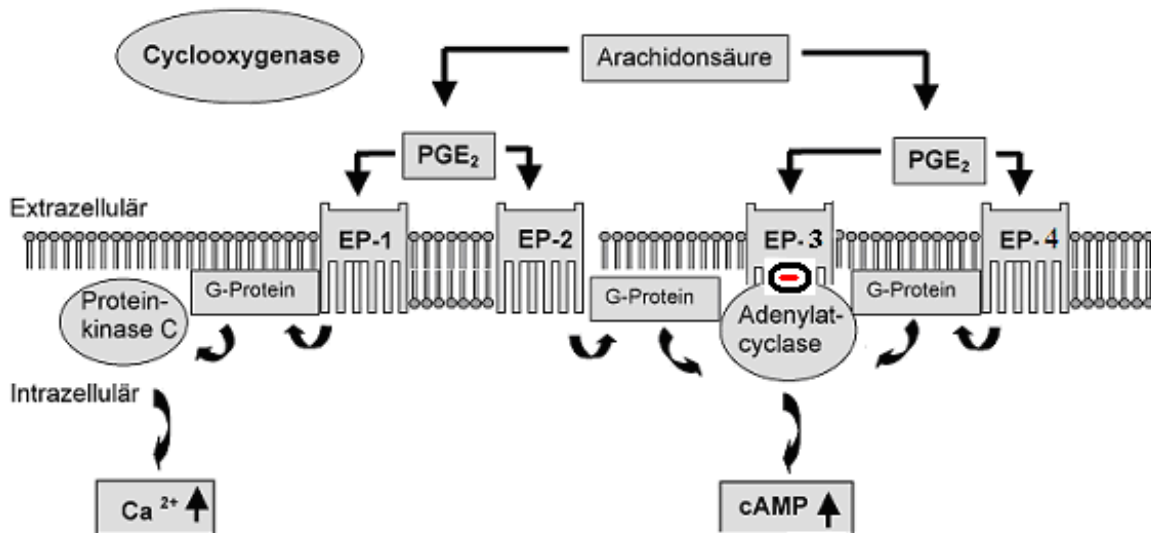 Cyclooxygenase
Arachidonsäure
PGE₂
PGE₂
Extrazellulär
EP-1
EP-2
EP-3
EP-4
G-Protein
G-Protein
G-Protein
Protein-
kinase C
Adenylat-
cyclase
Intrazellulär
Ca ²⁺
cAMP